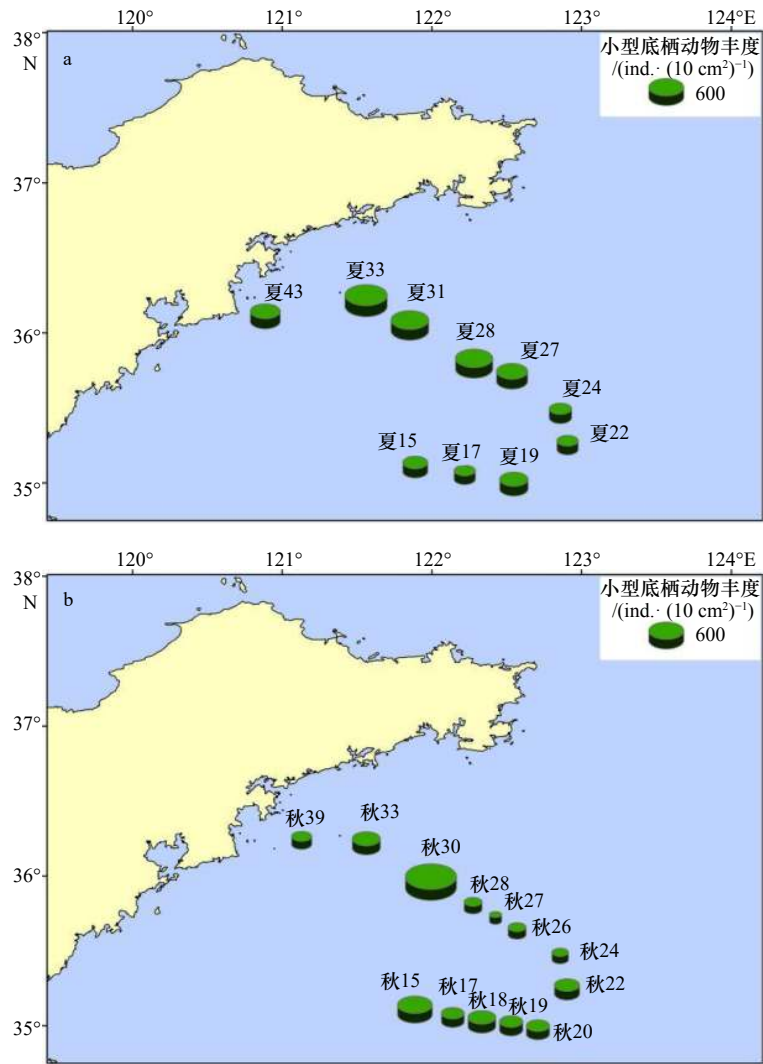 120° 121° 122° 123° 124°E
38°
N
a
小型底栖动物丰度
/(ind.· (10 cm²)⁻¹)
600
37°
夏33
夏43
夏31
36°
夏28
夏27
夏24
夏22
夏15
夏17
夏19
35°
120° 121° 122° 123° 124°E
38°
N
b
小型底栖动物丰度
/(ind.· (10 cm²)⁻¹)
600
37°
秋39
秋33
秋30
36°
秋28
秋27
秋26
秋24
秋22
秋15
秋17
秋18
秋19
秋20
35°